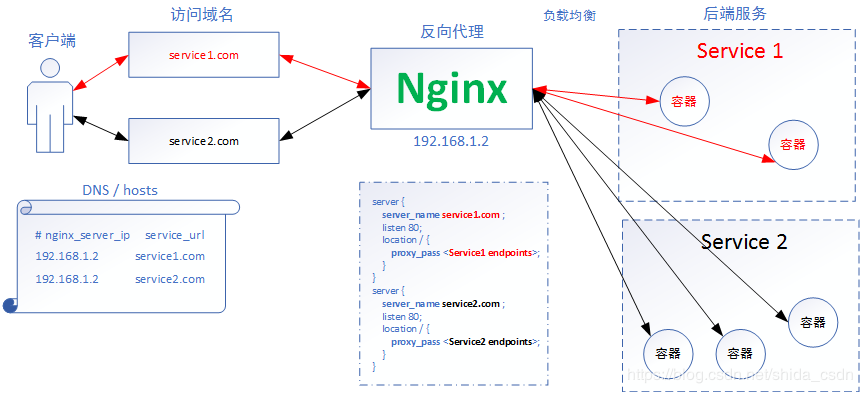 客户端
访问域名
service1.com
service2.com
反向代理
Nginx
192.168.1.2
负载均衡
后端服务
Service 1
容器
容器
Service 2
容器
容器
容器
DNS / hosts
# nginx_server_ip service_url
192.168.1.2 service1.com
192.168.1.2 service2.com
server {
server_name service1.com ;
listen 80;
location / {
proxy_pass <Service1 endpoints>;
}
}
server {
server_name service2.com ;
listen 80;
location / {
proxy_pass <Service2 endpoints>;
}
}
https://blog.csdn.net/shida_csdn